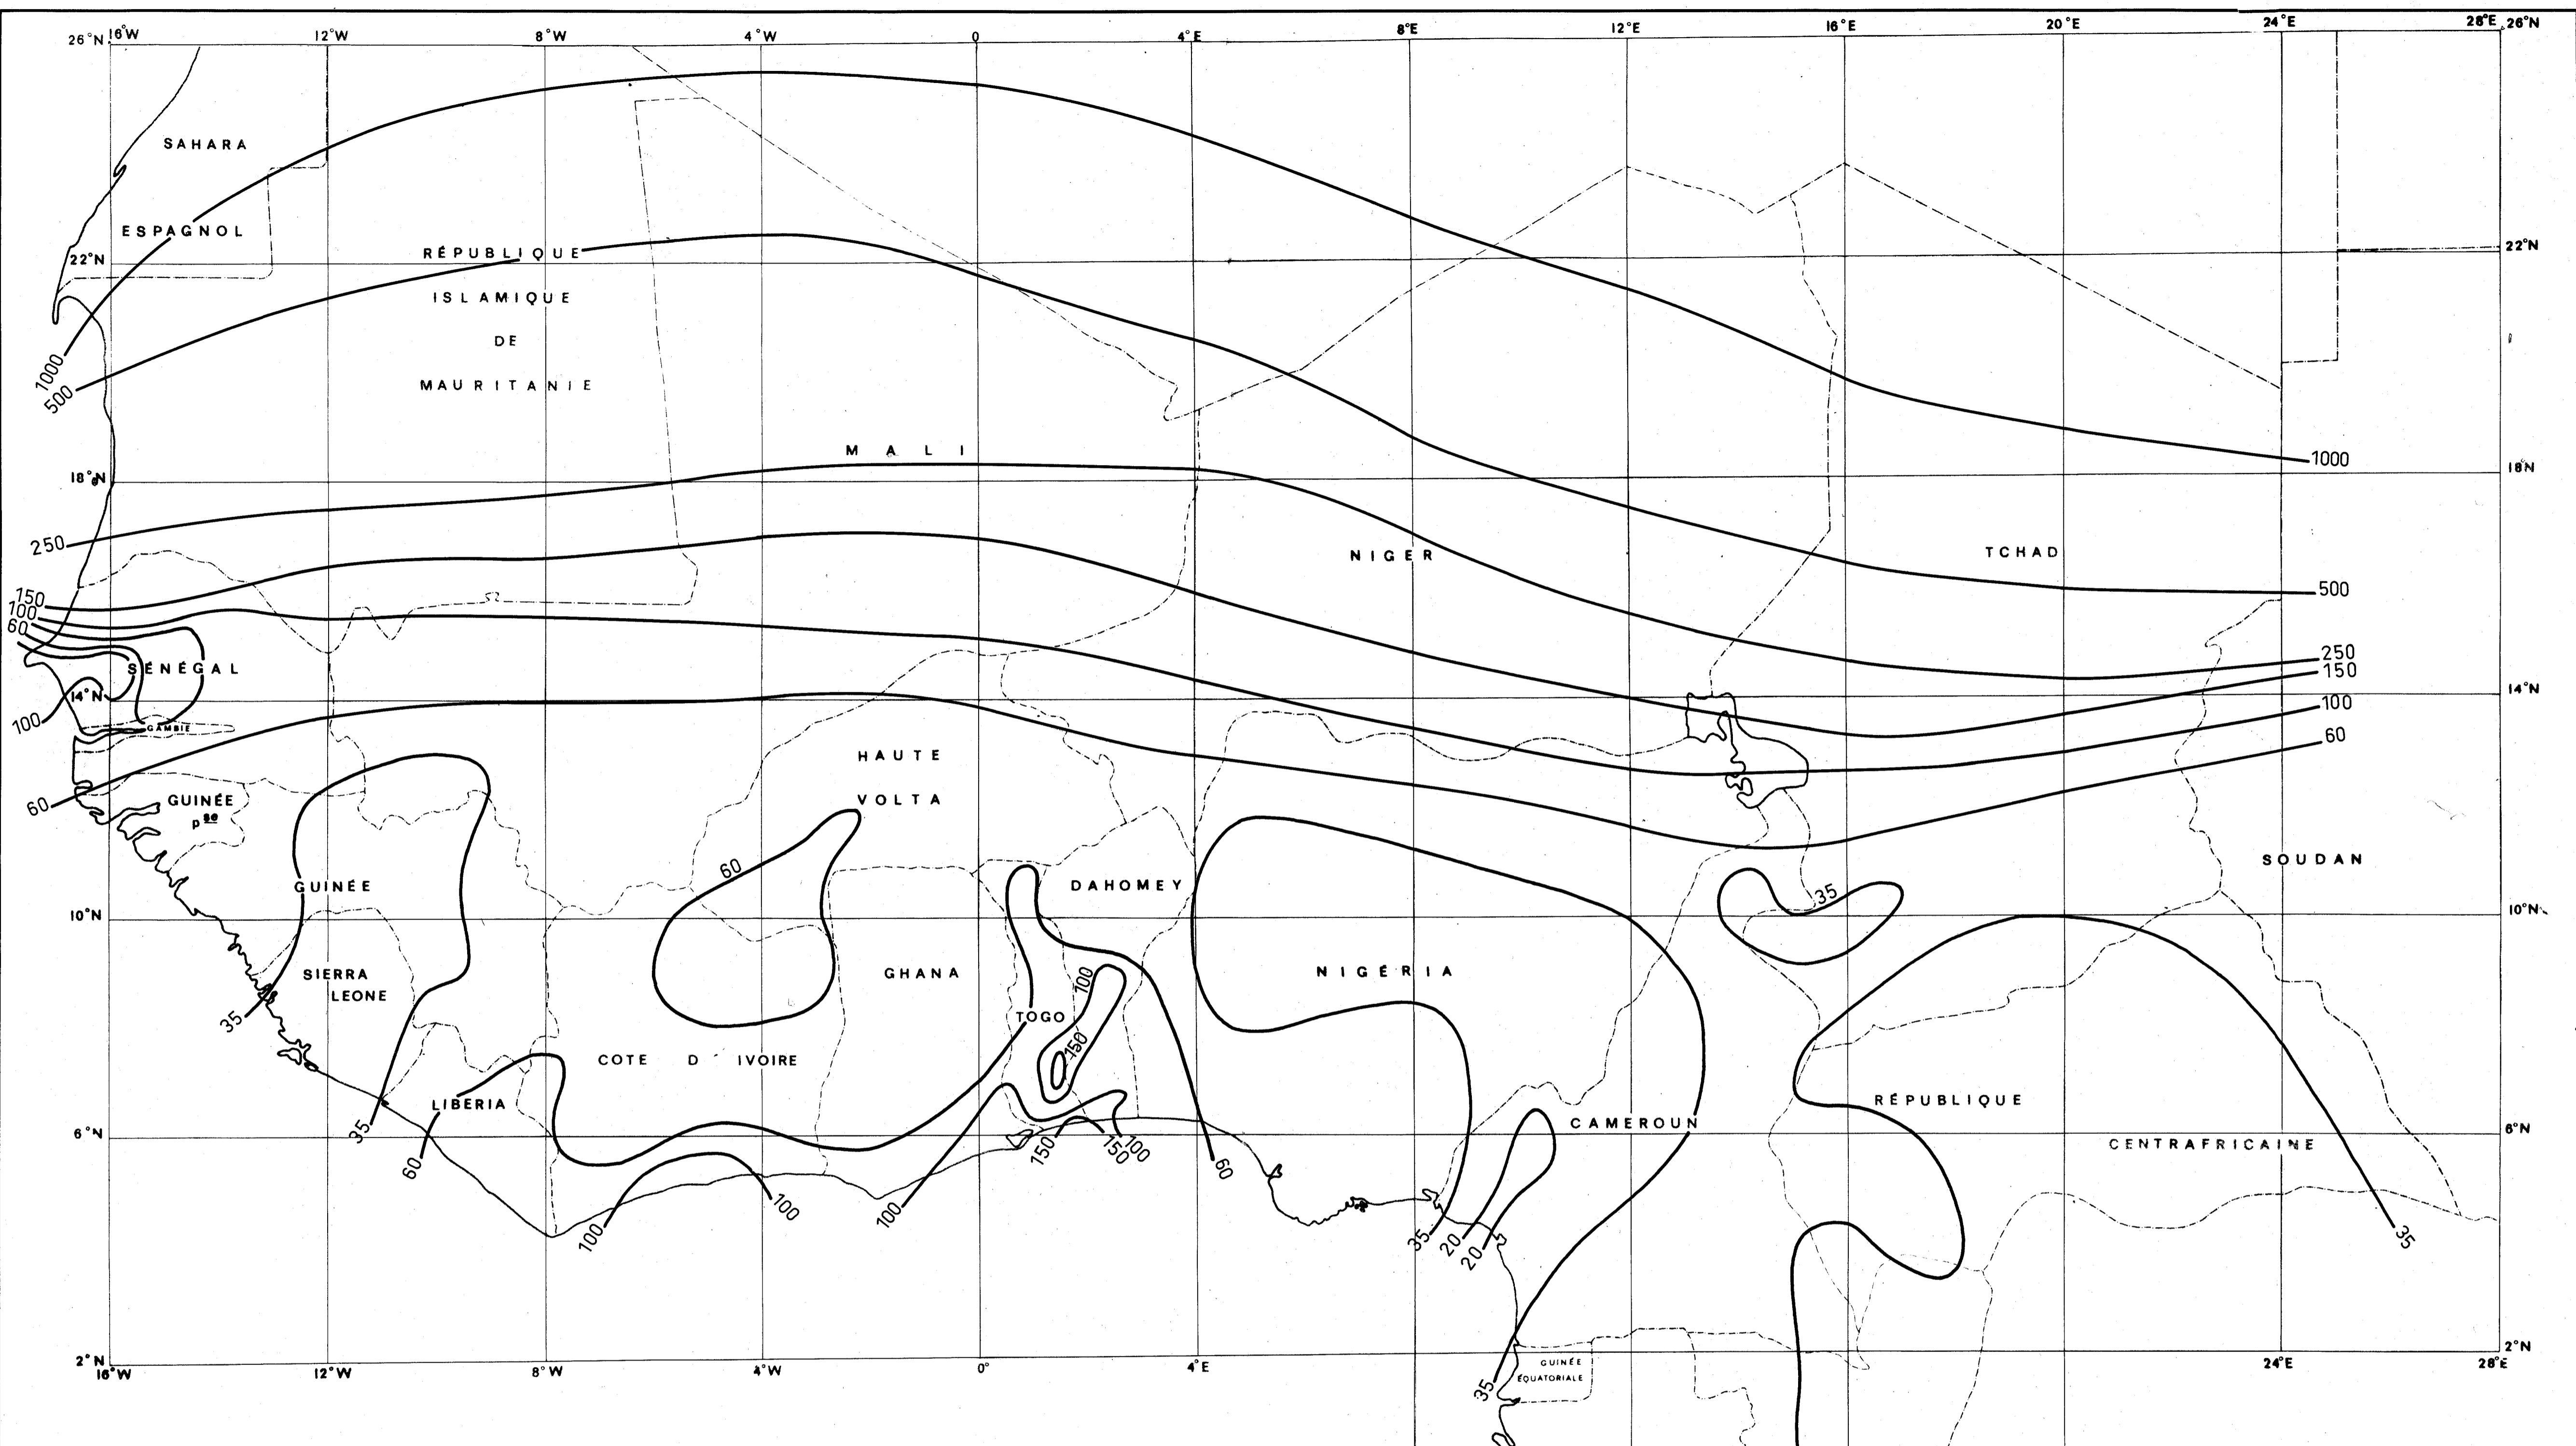 16°W 12°W 8°W 4°W 0 4°E 8°E 12°E 16°E 20°E 24°E 28°E
26°N 26°N
SAHARA
ESPAGNOL
22°N RÉPUBLIQUE 22°N
ISLAMIQUE
DE
MAURITANIE
1000
500
MALI
18°N 1000 18°N
250
NIGER TCHAD
500
150
100
60
SÉNÉGAL
250
150
14°N 14°N
100
100
GAMBIE
60
HAUTE
VOLTA
60
GUINÉE
Pse
SOUDAN
60
GUINÉE DAHOMEY
35
10°N 10°N
SIERRA
LEONE
GHANA NIGÉRIA
100
35
TOGO
150
COTE D'IVOIRE
LIBERIA RÉPUBLIQUE
CAMEROUN
35
6°N 6°N
CENTRAFRICAINE
60
150
150
100
60
100
100
100
35
20
20
35
2°N 2°N
GUINÉE
ÉQUATORIALE
16°W 12°W 8°W 4°W 0° 4°E 24°E 28°E
35